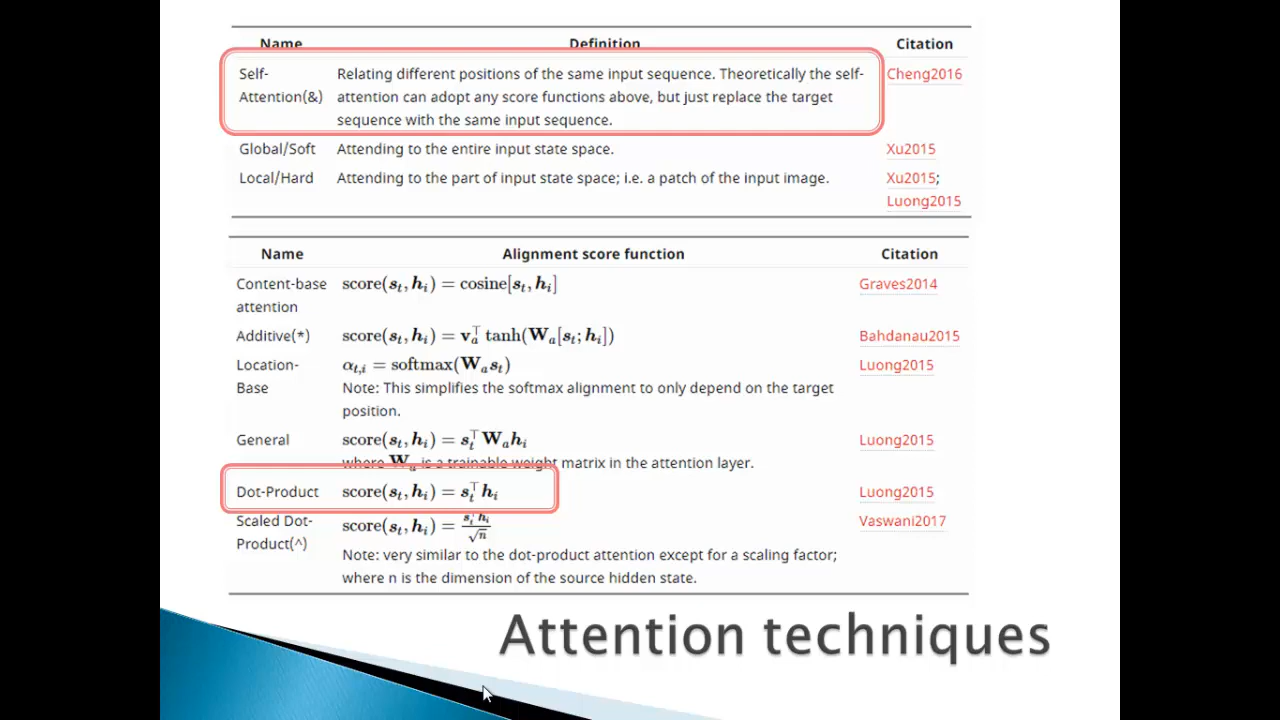 Name Definition Citation
Self- Relating different positions of the same input sequence. Theoretically the self- Cheng2016
Attention(&) attention can adopt any score functions above, but just replace the target
sequence with the same input sequence.
Global/Soft Attending to the entire input state space. Xu2015
Local/Hard Attending to the part of input state space; i.e. a patch of the input image. Xu2015;
Luong2015
Name Alignment score function Citation
Content-base score(s_t, h_i) = cosine[s_t, h_i] Graves2014
attention
Additive(*) score(s_t, h_i) = v_a^⊤ tanh(W_a[s_t; h_i]) Bahdanau2015
Location- α_{t,i} = softmax(W_a s_t) Luong2015
Base Note: This simplifies the softmax alignment to only depend on the target
position.
General score(s_t, h_i) = s_t^⊤ W_a h_i Luong2015
where W_a is a trainable weight matrix in the attention layer.
Dot-Product score(s_t, h_i) = s_t^⊤ h_i Luong2015
Scaled Dot- score(s_t, h_i) = s_t^⊤ h_i / √n Vaswani2017
Product(^) Note: very similar to the dot-product attention except for a scaling factor;
where n is the dimension of the source hidden state.
Attention techniques